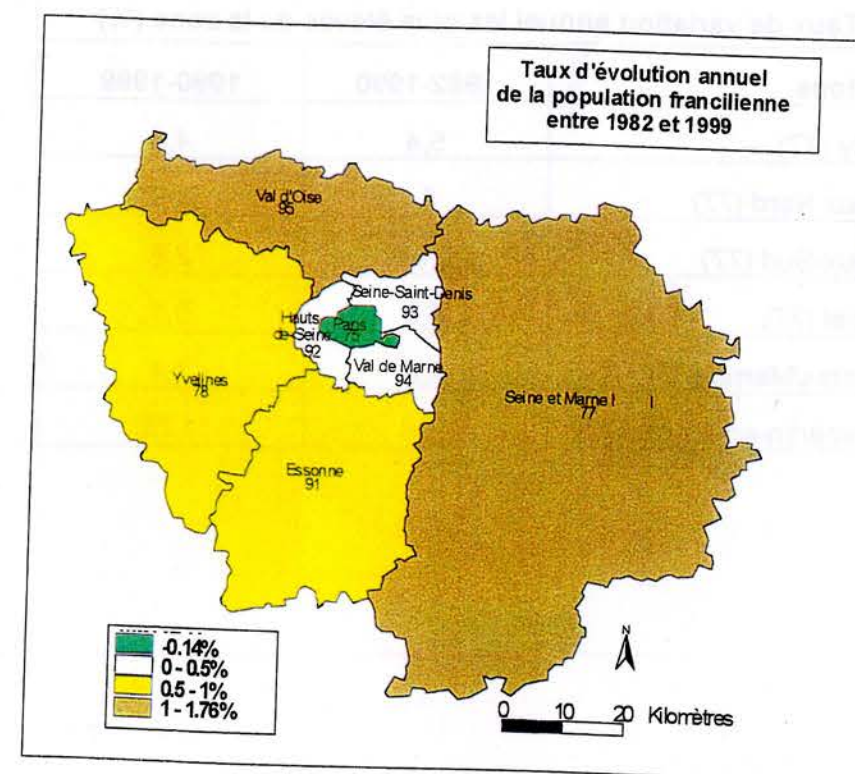 Taux d'évolution annuel
de la population francilienne
entre 1982 et 1999
Val d'Oise
95
Seine-Saint-Denis
93
Hauts
de-Seine
92
Paris
75
Val de Marne
94
Yvelines
78
Seine et Marne
77
Essonne
91
-0.14%
0 - 0.5%
0.5 - 1%
1 - 1.76%
N
0 10 20 Kilomètres